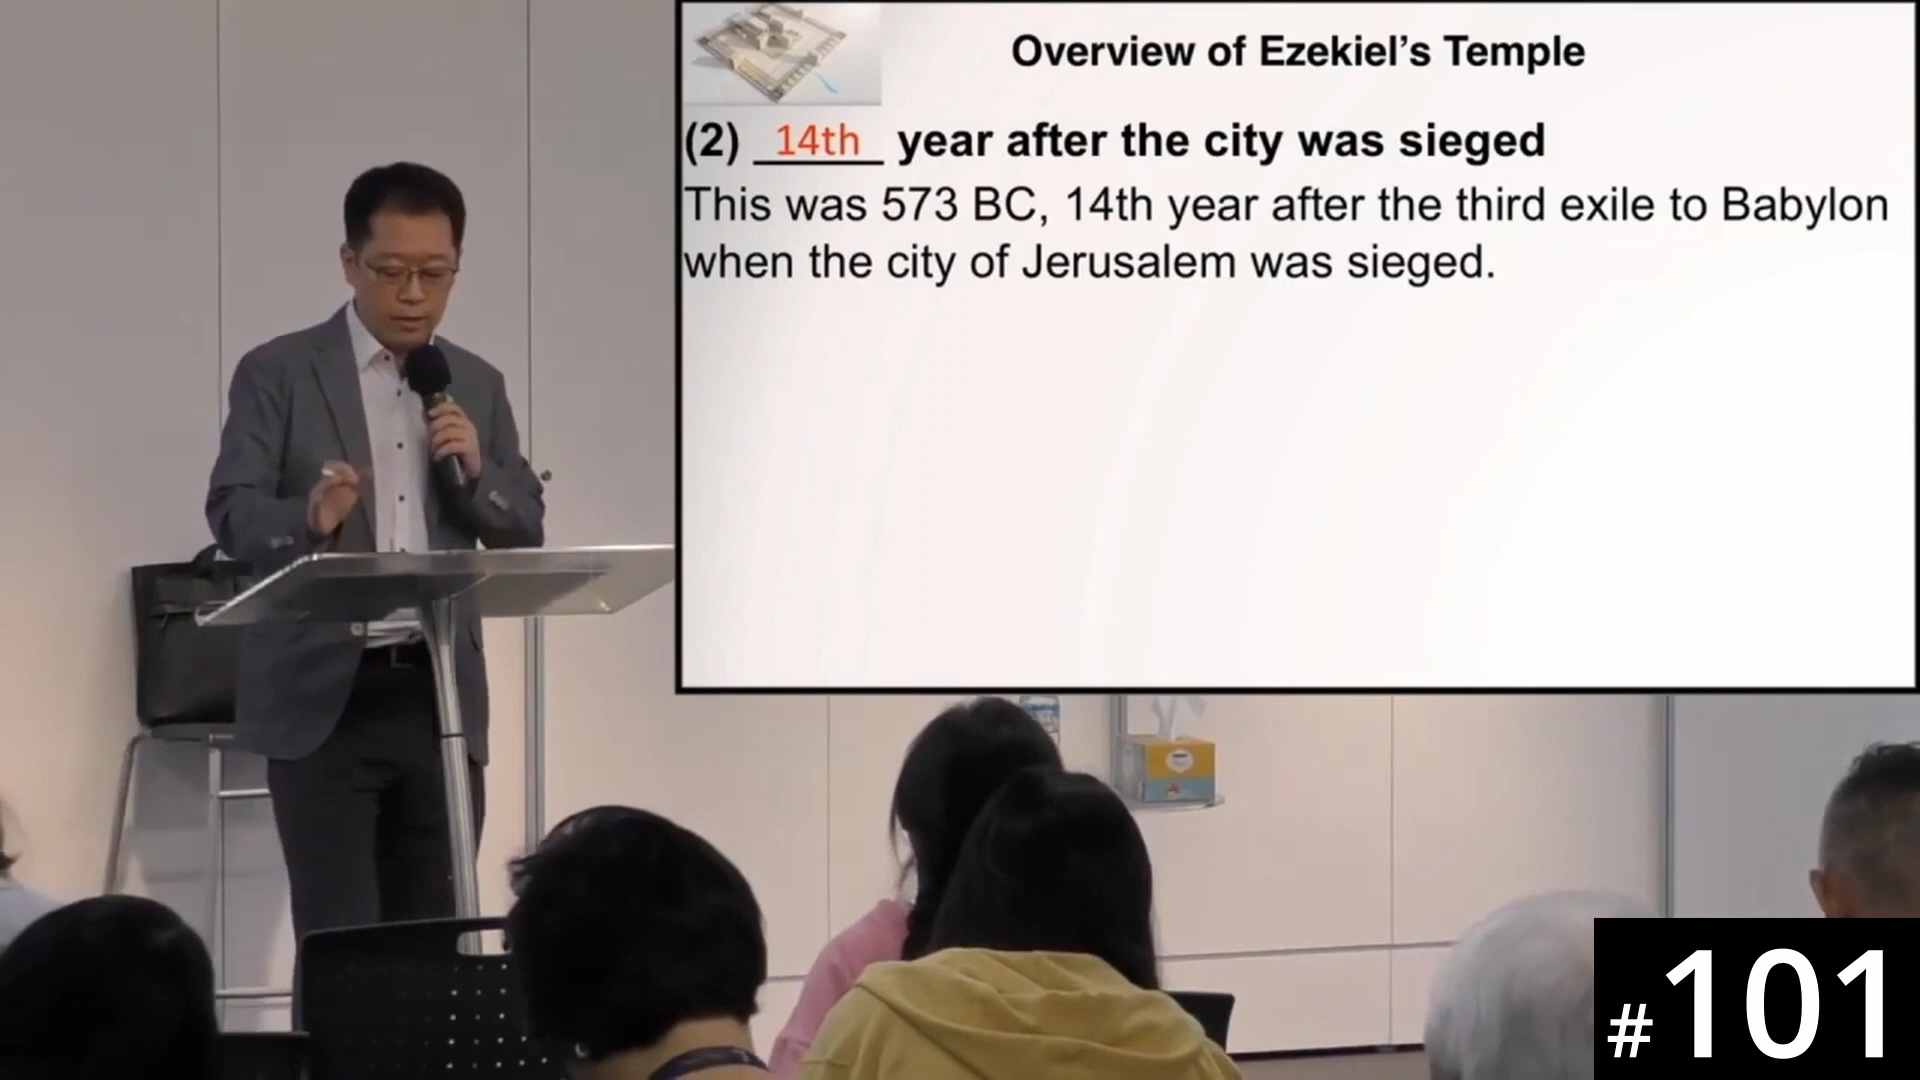 Overview of Ezekiel's Temple
(2) 14th year after the city was sieged
This was 573 BC, 14th year after the third exile to Babylon
when the city of Jerusalem was sieged.
#101